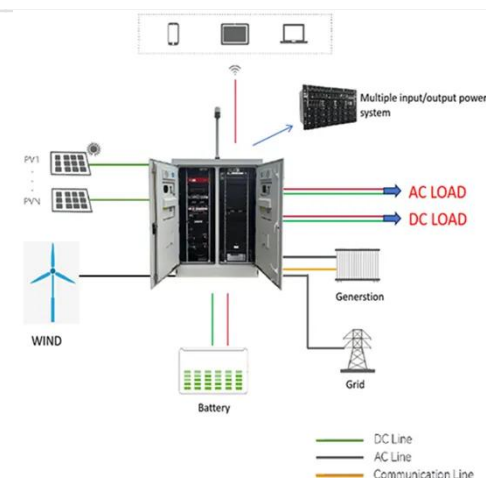 Multiple input/output power
system
PV1
PVN
AC LOAD
DC LOAD
Generstion
WIND
Grid
Battery
DC Line
AC Line
Communication Line